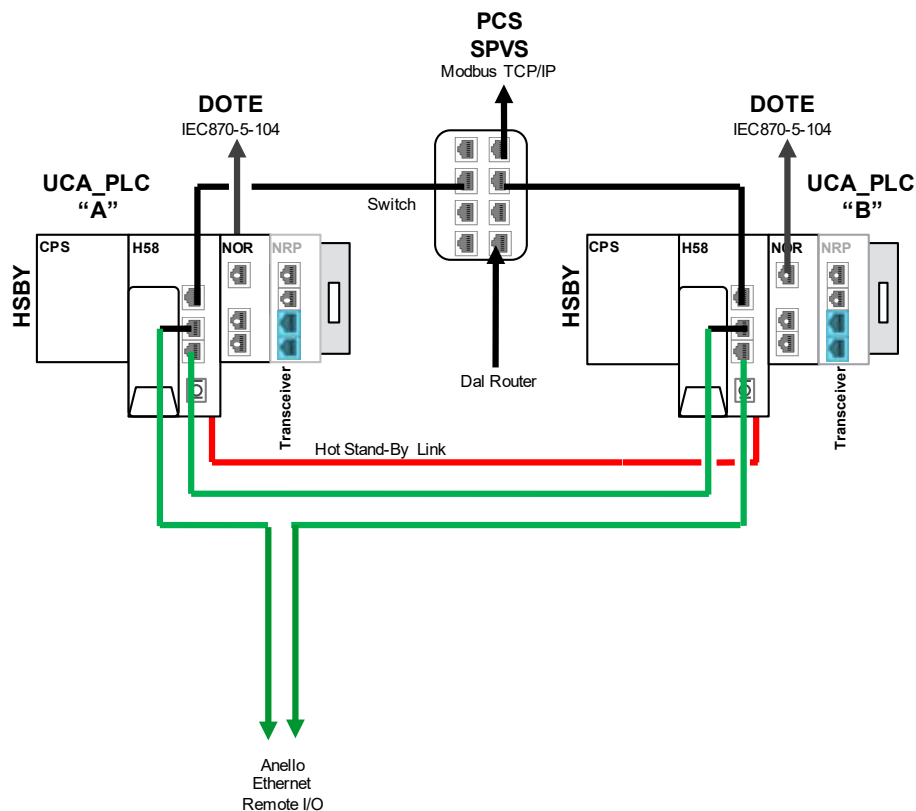 PCS
SPVS
Modbus TCP/IP
DOTE
IEC870-5-104
DOTE
IEC870-5-104
UCA_PLC
“A”
Switch
UCA_PLC
“B”
HSBY
CPS
H58
NOR
NRP
Transceiver
HSBY
CPS
H58
NOR
NRP
Transceiver
Dal Router
Hot Stand-By Link
Anello
Ethernet
Remote I/O